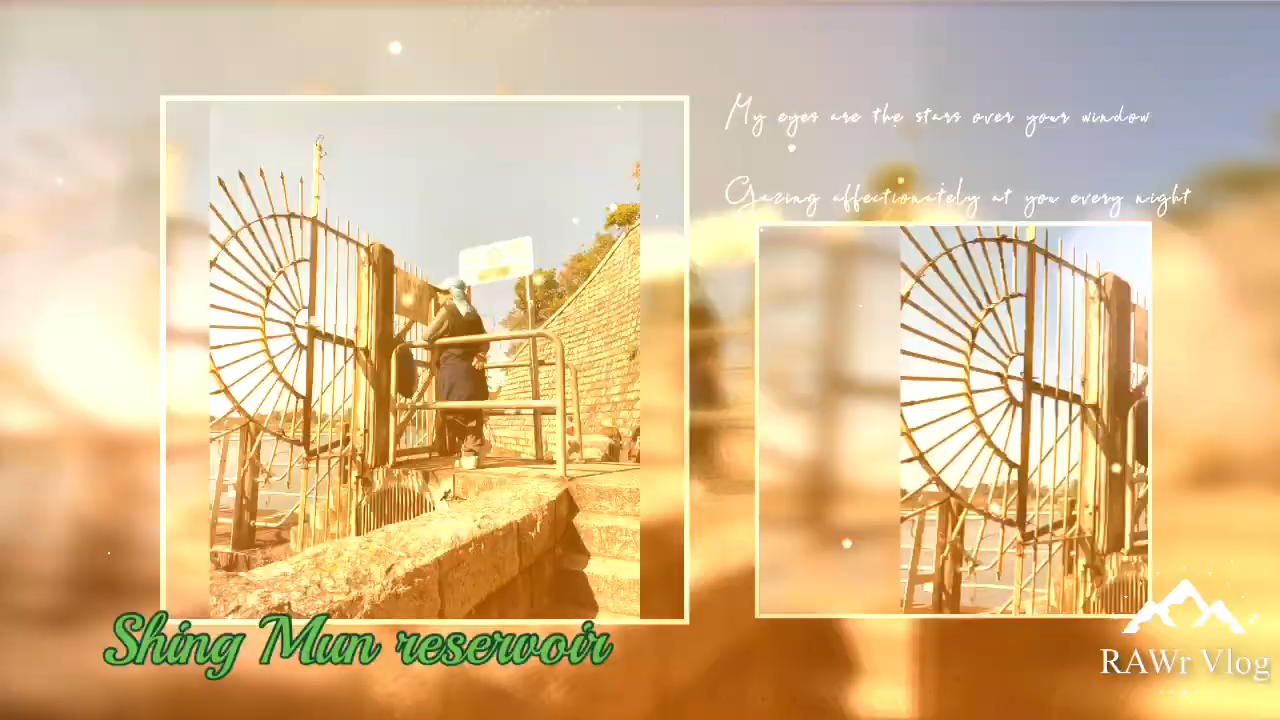 My eyes are the stars over your window
Gazing affectionately at you every night
Shing Mun reservoir
RAWr Vlog